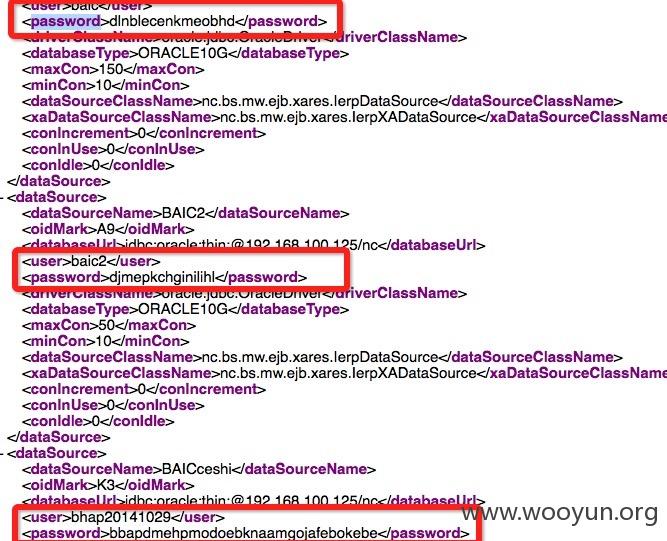 <user>baic</user>
<password>dlnblecenkmeobhd</password>
<driverClassName>oracle.jdbc.OracleDriver</driverClassName>
<databaseType>ORACLE10G</databaseType>
<maxCon>150</maxCon>
<minCon>10</minCon>
<dataSourceClassName>nc.bs.mw.ejb.xares.IerpDataSource</dataSourceClassName>
<xaDataSourceClassName>nc.bs.mw.ejb.xares.IerpXADataSource</xaDataSourceClassName>
<conIncrement>0</conIncrement>
<conInUse>0</conInUse>
<conIdle>0</conIdle>
</dataSource>
-<dataSource>
<dataSourceName>BAIC2</dataSourceName>
<oidMark>A9</oidMark>
<databaseUrl>jdbc:oracle:thin:@192.168.100.125/nc</databaseUrl>
<user>baic2</user>
<password>djmepkchginilihl</password>
<driverClassName>oracle.jdbc.OracleDriver</driverClassName>
<databaseType>ORACLE10G</databaseType>
<maxCon>50</maxCon>
<minCon>10</minCon>
<dataSourceClassName>nc.bs.mw.ejb.xares.IerpDataSource</dataSourceClassName>
<xaDataSourceClassName>nc.bs.mw.ejb.xares.IerpXADataSource</xaDataSourceClassName>
<conIncrement>0</conIncrement>
<conInUse>0</conInUse>
<conIdle>0</conIdle>
</dataSource>
-<dataSource>
<dataSourceName>BAICceshi</dataSourceName>
<oidMark>K3</oidMark>
<databaseUrl>jdbc:oracle:thin:@192.168.100.125/nc</databaseUrl>
<user>bhap20141029</user>
<password>bbapdmehpmodoebknaamgojafebokebe</password>
www.wooyun.org